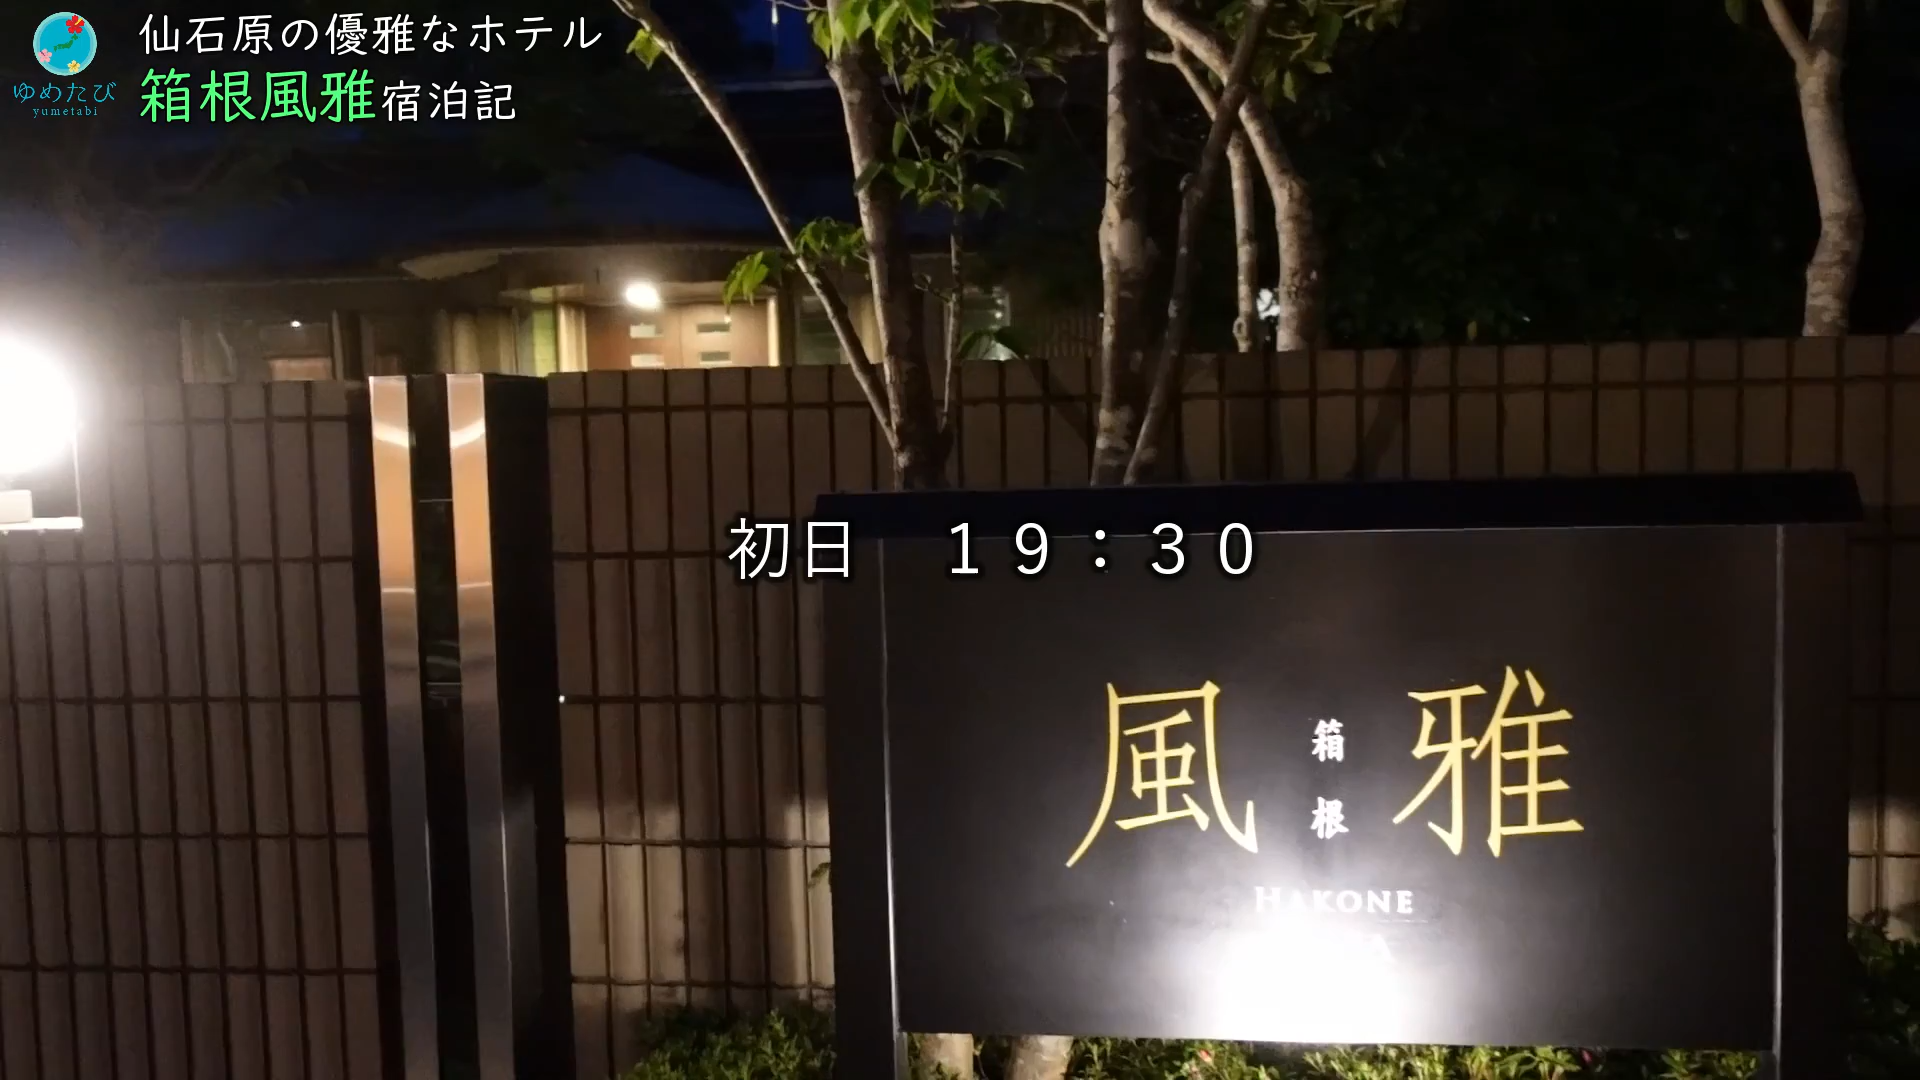 仙石原の優雅なホテル
箱根風雅宿泊記
ゆめたび
yumetabi
初日　19：30
風 箱根 雅
HAKONE